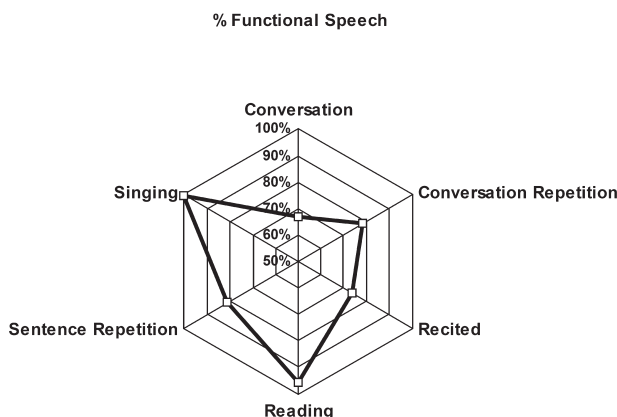 % Functional Speech
Conversation
100%
90%
80%
70%
60%
50%
Singing
Conversation Repetition
Sentence Repetition
Recited
Reading